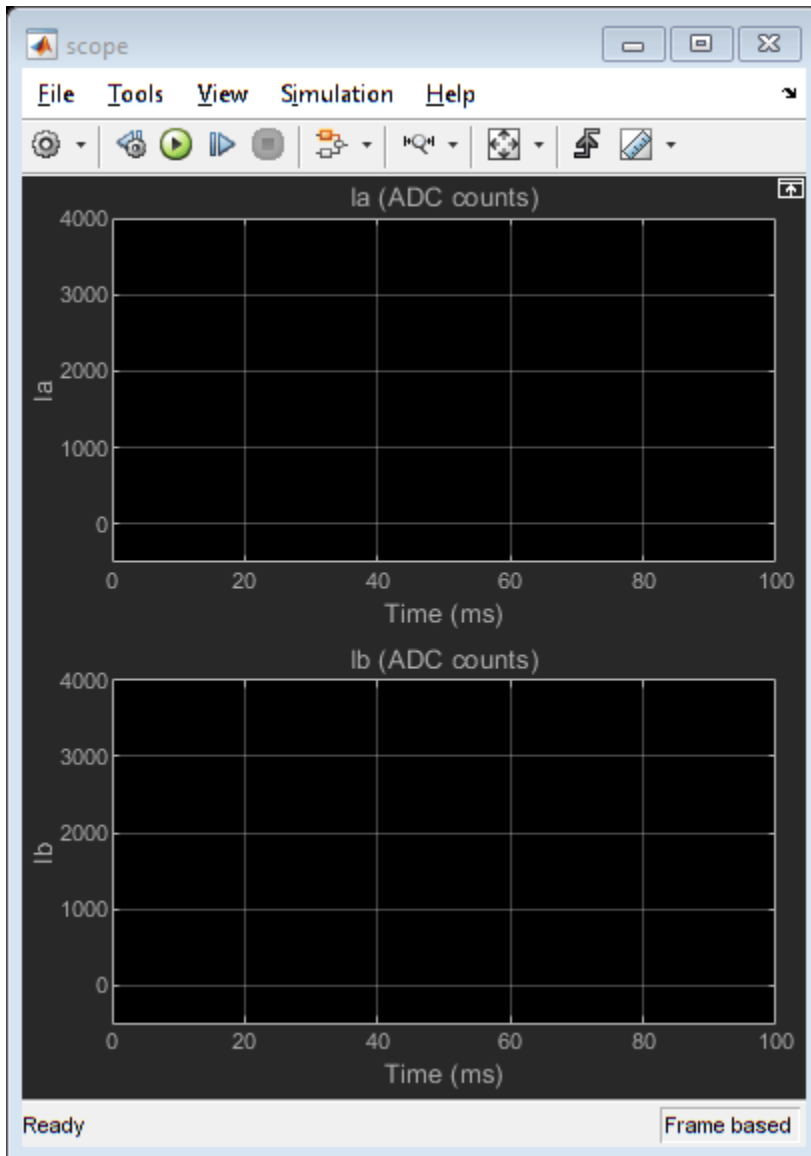 scope
File Tools View Simulation Help
Ia (ADC counts)
4000
3000
2000
1000
0
Ia
0 20 40 60 80 100
Time (ms)
Ib (ADC counts)
4000
3000
2000
1000
0
Ib
0 20 40 60 80 100
Time (ms)
Ready Frame based